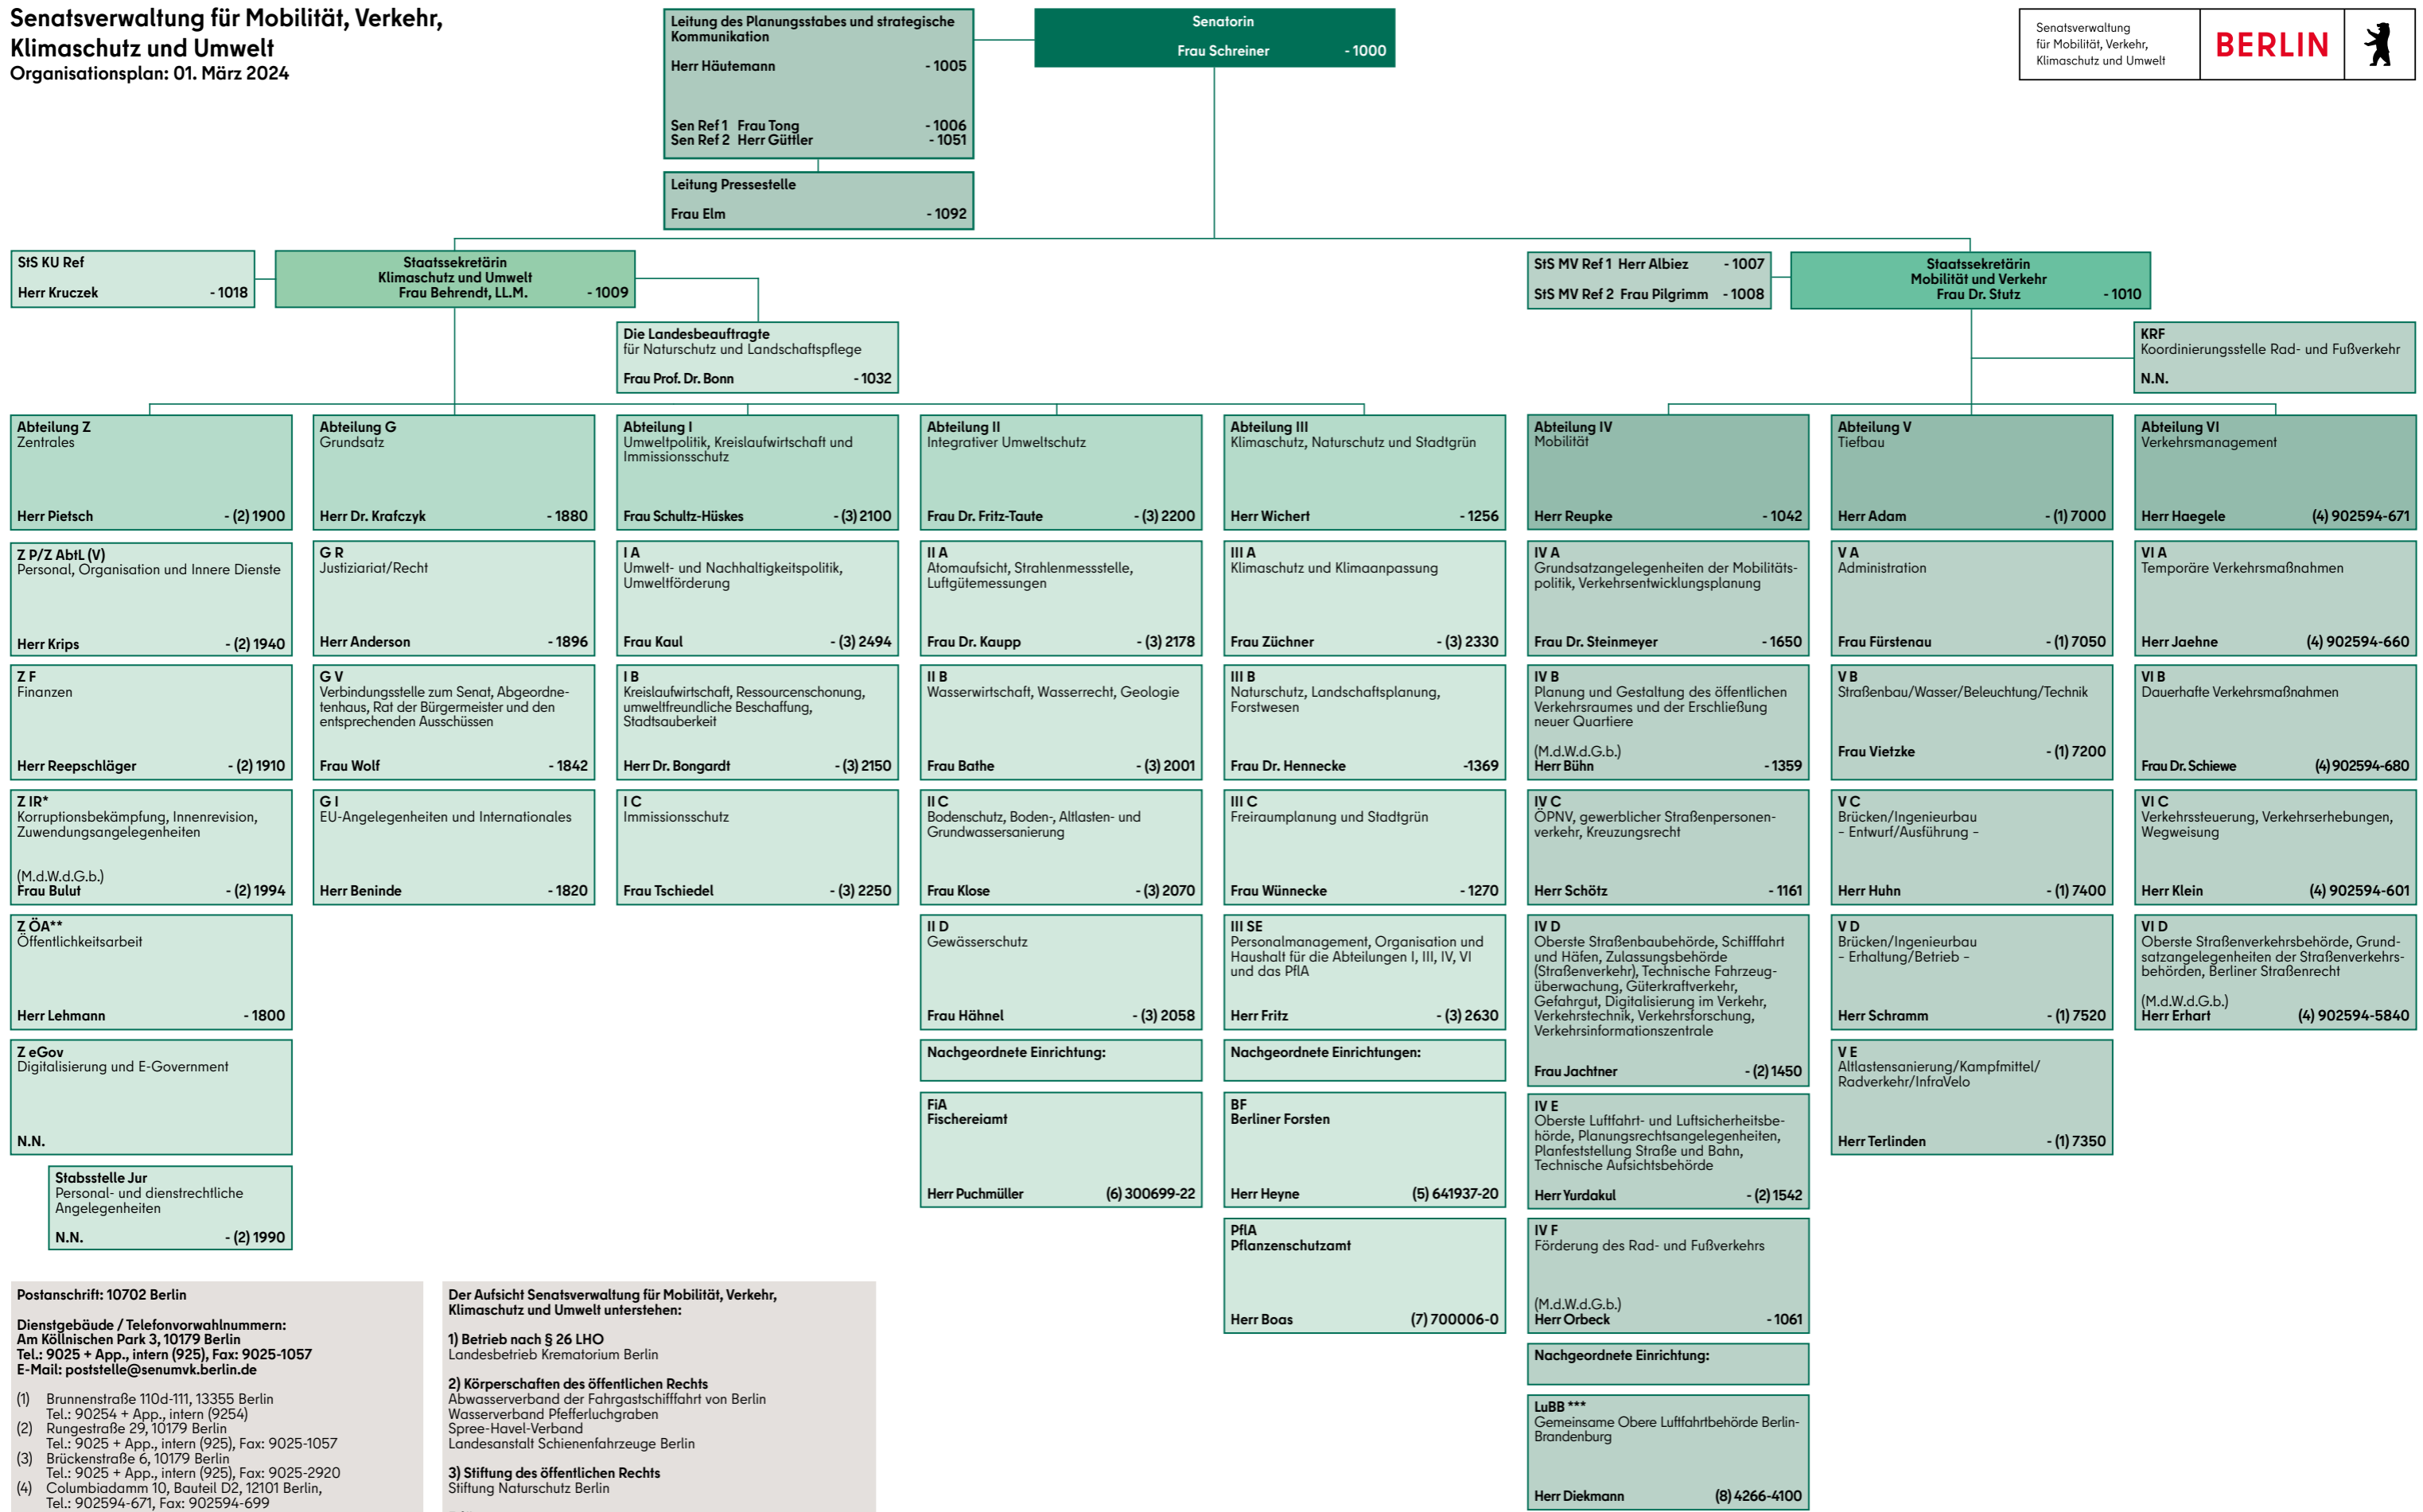 Senatsverwaltung für Mobilität, Verkehr,
Klimaschutz und Umwelt
Organisationsplan: 01. März 2024
Leitung des Planungsstabes und strategische
Kommunikation
Herr Häutemann - 1005
Sen Ref 1 Frau Tong - 1006
Sen Ref 2 Herr Güttler - 1051
Senatorin
Frau Schreiner - 1000
Senatsverwaltung
für Mobilität, Verkehr,
Klimaschutz und Umwelt
BERLIN
Leitung Pressestelle
Frau Elm - 1092
StS KU Ref
Herr Kruczek - 1018
Staatssekretärin
Klimaschutz und Umwelt
Frau Behrendt, LL.M. - 1009
StS MV Ref 1 Herr Albiez - 1007
StS MV Ref 2 Frau Pilgrimm - 1008
Staatssekretärin
Mobilität und Verkehr
Frau Dr. Stutz - 1010
Die Landesbeauftragte
für Naturschutz und Landschaftspflege
Frau Prof. Dr. Bonn - 1032
KRF
Koordinierungsstelle Rad- und Fußverkehr
N.N.
Abteilung Z
Zentrales
Herr Pietsch - (2) 1900
Z P/Z AbtL (V)
Personal, Organisation und Innere Dienste
Herr Krips - (2) 1940
Z F
Finanzen
Herr Reepschläger - (2) 1910
Z IR*
Korruptionsbekämpfung, Innenrevision,
Zuwendungsangelegenheiten
(M.d.W.d.G.b.)
Frau Bulut - (2) 1994
Z ÖA**
Öffentlichkeitsarbeit
Herr Lehmann - 1800
Z eGov
Digitalisierung und E-Government
N.N.
Stabsstelle Jur
Personal- und dienstrechtliche
Angelegenheiten
N.N. - (2) 1990
Abteilung G
Grundsatz
Herr Dr. Krafczyk - 1880
G R
Justiziariat/Recht
Herr Anderson - 1896
G V
Verbindungsstelle zum Senat, Abgeordne-
tenhaus, Rat der Bürgermeister und den
entsprechenden Ausschüssen
Frau Wolf - 1842
G I
EU-Angelegenheiten und Internationales
Herr Beninde - 1820
Abteilung I
Umweltpolitik, Kreislaufwirtschaft und
Immissionsschutz
Frau Schultz-Hüskes - (3) 2100
I A
Umwelt- und Nachhaltigkeitspolitik,
Umweltförderung
Frau Kaul - (3) 2494
I B
Kreislaufwirtschaft, Ressourcenschonung,
umweltfreundliche Beschaffung,
Stadtsauberkeit
Herr Dr. Bongardt - (3) 2150
I C
Immissionsschutz
Frau Tschiedel - (3) 2250
Abteilung II
Integrativer Umweltschutz
Frau Dr. Fritz-Taute - (3) 2200
II A
Atomaufsicht, Strahlenmessstelle,
Luftgütemessungen
Frau Dr. Kaupp - (3) 2178
II B
Wasserwirtschaft, Wasserrecht, Geologie
Frau Bathe - (3) 2001
II C
Bodenschutz, Boden-, Altlasten- und
Grundwassersanierung
Frau Klose - (3) 2070
II D
Gewässerschutz
Frau Hähnel - (3) 2058
Nachgeordnete Einrichtung:
FiA
Fischereiamt
Herr Puchmüller (6) 300699-22
Abteilung III
Klimaschutz, Naturschutz und Stadtgrün
Herr Wichert - 1256
III A
Klimaschutz und Klimaanpassung
Frau Züchner - (3) 2330
III B
Naturschutz, Landschaftsplanung,
Forstwesen
Frau Dr. Hennecke -1369
III C
Freiraumplanung und Stadtgrün
Frau Wünnecke - 1270
III SE
Personalmanagement, Organisation und
Haushalt für die Abteilungen I, III, IV, VI
und das PflA
Herr Fritz - (3) 2630
Nachgeordnete Einrichtungen:
BF
Berliner Forsten
Herr Heyne (5) 641937-20
PflA
Pflanzenschutzamt
Herr Boas (7) 700006-0
Abteilung IV
Mobilität
Herr Reupke - 1042
IV A
Grundsatzangelegenheiten der Mobilitäts-
politik, Verkehrsentwicklungsplanung
Frau Dr. Steinmeyer - 1650
IV B
Planung und Gestaltung des öffentlichen
Verkehrsraumes und der Erschließung
neuer Quartiere
(M.d.W.d.G.b.)
Herr Bühn - 1359
IV C
ÖPNV, gewerblicher Straßenpersonen-
verkehr, Kreuzungsrecht
Herr Schötz - 1161
IV D
Oberste Straßenbaubehörde, Schifffahrt
und Häfen, Zulassungsbehörde
(Straßenverkehr), Technische Fahrzeug-
überwachung, Güterkraftverkehr,
Gefahrgut, Digitalisierung im Verkehr,
Verkehrstechnik, Verkehrsforschung,
Verkehrsinformationszentrale
Frau Jachtner - (2) 1450
IV E
Oberste Luftfahrt- und Luftsicherheitsbe-
hörde, Planungsrechtsangelegenheiten,
Planfeststellung Straße und Bahn,
Technische Aufsichtsbehörde
Herr Yurdakul - (2) 1542
IV F
Förderung des Rad- und Fußverkehrs
(M.d.W.d.G.b.)
Herr Orbeck - 1061
Nachgeordnete Einrichtung:
LuBB ***
Gemeinsame Obere Luftfahrtbehörde Berlin-
Brandenburg
Herr Diekmann (8) 4266-4100
Abteilung V
Tiefbau
Herr Adam - (1) 7000
V A
Administration
Frau Fürstenau - (1) 7050
V B
Straßenbau/Wasser/Beleuchtung/Technik
Frau Vietzke - (1) 7200
V C
Brücken/Ingenieurbau
– Entwurf/Ausführung –
Herr Huhn - (1) 7400
V D
Brücken/Ingenieurbau
– Erhaltung/Betrieb –
Herr Schramm - (1) 7520
V E
Altlastensanierung/Kampfmittel/
Radverkehr/InfraVelo
Herr Terlinden - (1) 7350
Abteilung VI
Verkehrsmanagement
Herr Haegele (4) 902594-671
VI A
Temporäre Verkehrsmaßnahmen
Herr Jaehne (4) 902594-660
VI B
Dauerhafte Verkehrsmaßnahmen
Frau Dr. Schiewe (4) 902594-680
VI C
Verkehrssteuerung, Verkehrserhebungen,
Wegweisung
Herr Klein (4) 902594-601
VI D
Oberste Straßenverkehrsbehörde, Grund-
satzangelegenheiten der Straßenverkehrs-
behörden, Berliner Straßenrecht
(M.d.W.d.G.b.)
Herr Erhart (4) 902594-5840
Postanschrift: 10702 Berlin
Dienstgebäude / Telefonvorwahlnummern:
Am Köllnischen Park 3, 10179 Berlin
Tel.: 9025 + App., intern (925), Fax: 9025-1057
E-Mail: poststelle@senumvk.berlin.de
(1) Brunnenstraße 110d-111, 13355 Berlin
Tel.: 90254 + App., intern (9254)
(2) Rungestraße 29, 10179 Berlin
Tel.: 9025 + App., intern (925), Fax: 9025-1057
(3) Brückenstraße 6, 10179 Berlin
Tel.: 9025 + App., intern (925), Fax: 9025-2920
(4) Columbiadamm 10, Bauteil D2, 12101 Berlin,
Tel.: 902594-671, Fax: 902594-699
Der Aufsicht Senatsverwaltung für Mobilität, Verkehr,
Klimaschutz und Umwelt unterstehen:
1) Betrieb nach § 26 LHO
Landesbetrieb Krematorium Berlin
2) Körperschaften des öffentlichen Rechts
Abwasserverband der Fahrgastschifffahrt von Berlin
Wasserverband Pfefferluchgraben
Spree-Havel-Verband
Landesanstalt Schienenfahrzeuge Berlin
3) Stiftung des öffentlichen Rechts
Stiftung Naturschutz Berlin